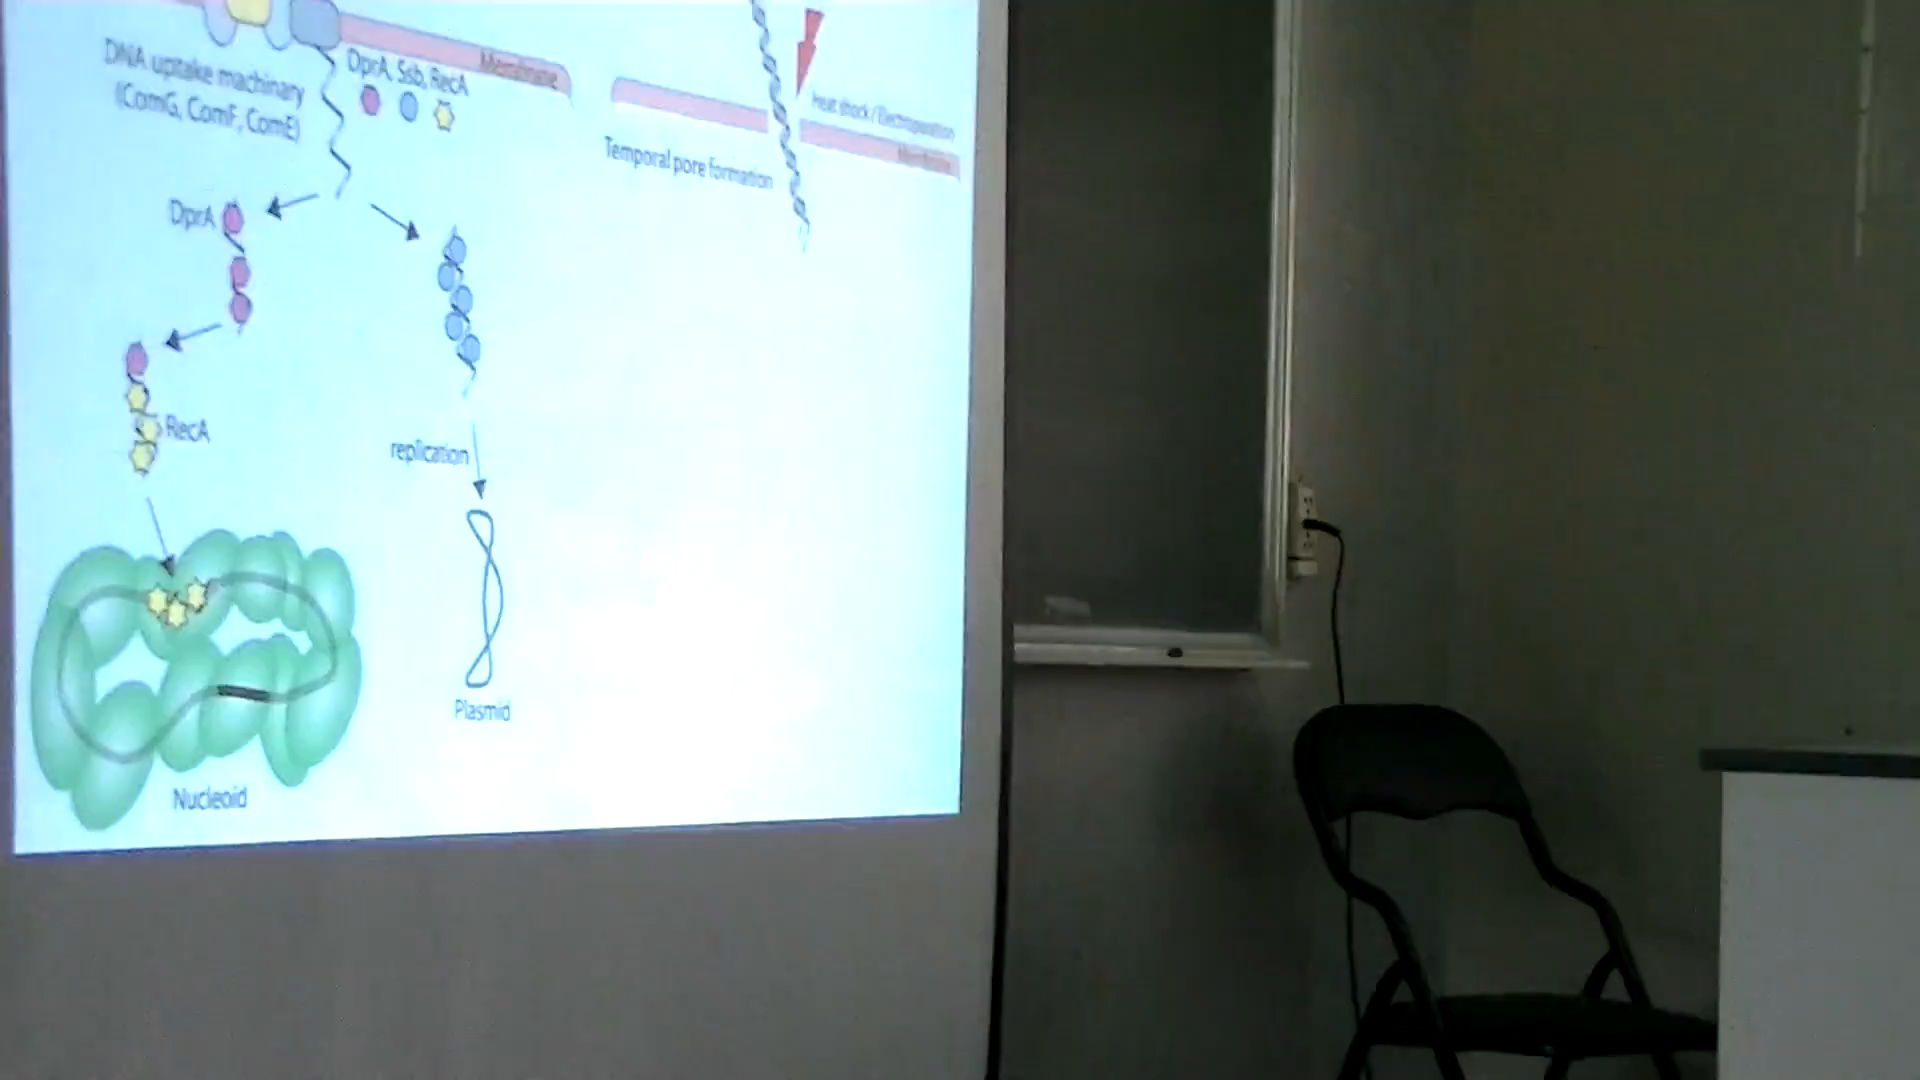 DNA uptake machinary
(ComG, ComF, ComE)
DprA, Ssb, RecA
Membrane
Heat shock / Electroporation
Membrane
Temporal pore formation
DprA
RecA
replication
Plasmid
Nucleoid